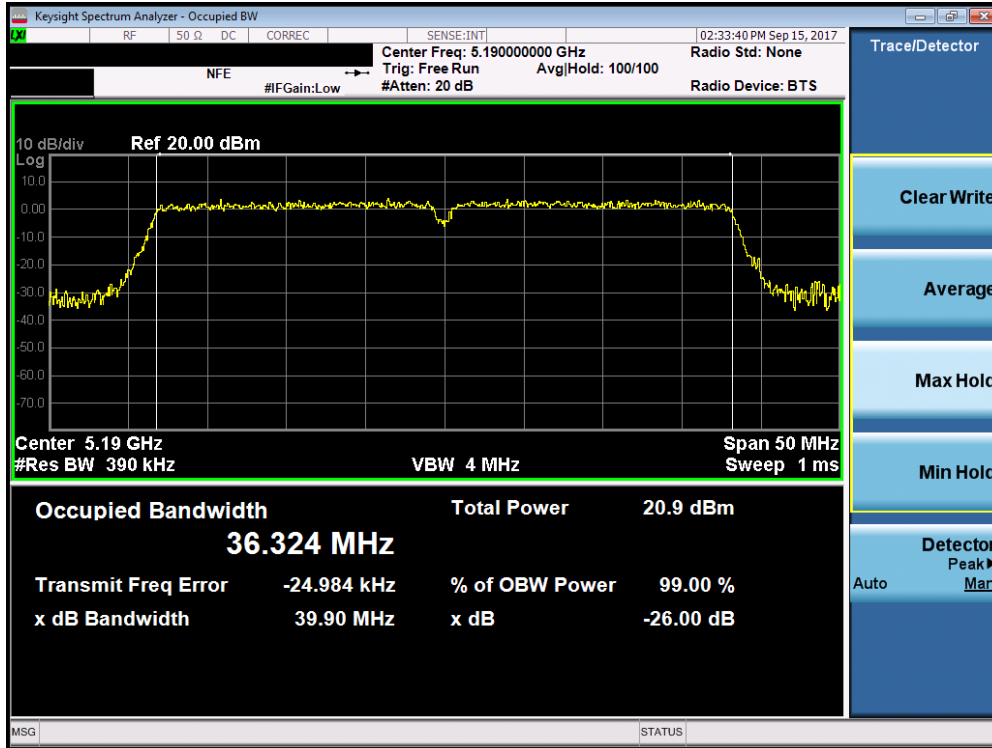 Keysight Spectrum Analyzer - Occupied BW
LXI RF 50 Ω DC CORREC SENSE:INT 02:33:40 PM Sep 15, 2017
Center Freq: 5.190000000 GHz Radio Std: None
NFE Trig: Free Run Avg|Hold: 100/100
#IFGain:Low #Atten: 20 dB Radio Device: BTS
10 dB/div Ref 20.00 dBm
Log
10.0
0.00
-10.0
-20.0
-30.0
-40.0
-50.0
-60.0
-70.0
Center 5.19 GHz Span 50 MHz
#Res BW 390 kHz VBW 4 MHz Sweep 1 ms
Occupied Bandwidth Total Power 20.9 dBm
36.324 MHz
Transmit Freq Error -24.984 kHz % of OBW Power 99.00 %
x dB Bandwidth 39.90 MHz x dB -26.00 dB
MSG STATUS
Trace/Detector
Clear Write
Average
Max Hold
Min Hold
Detector
Peak
Auto Man